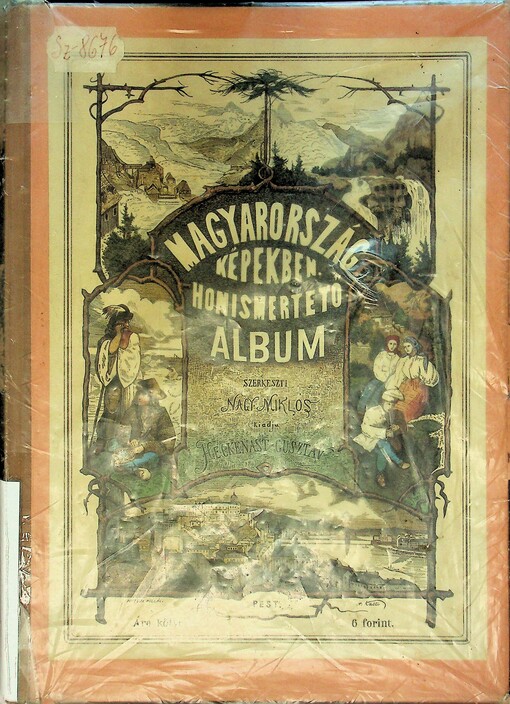 Sz-8676
MAGYARORSZÁG
KÉPEKBEN.
HONISMERTETŐ
ALBUM
SZERKESZTI
NAGY MIKLÓS
Kiadja
HECKENAST GUSZTÁV
PEST.
Ára
6 forint.